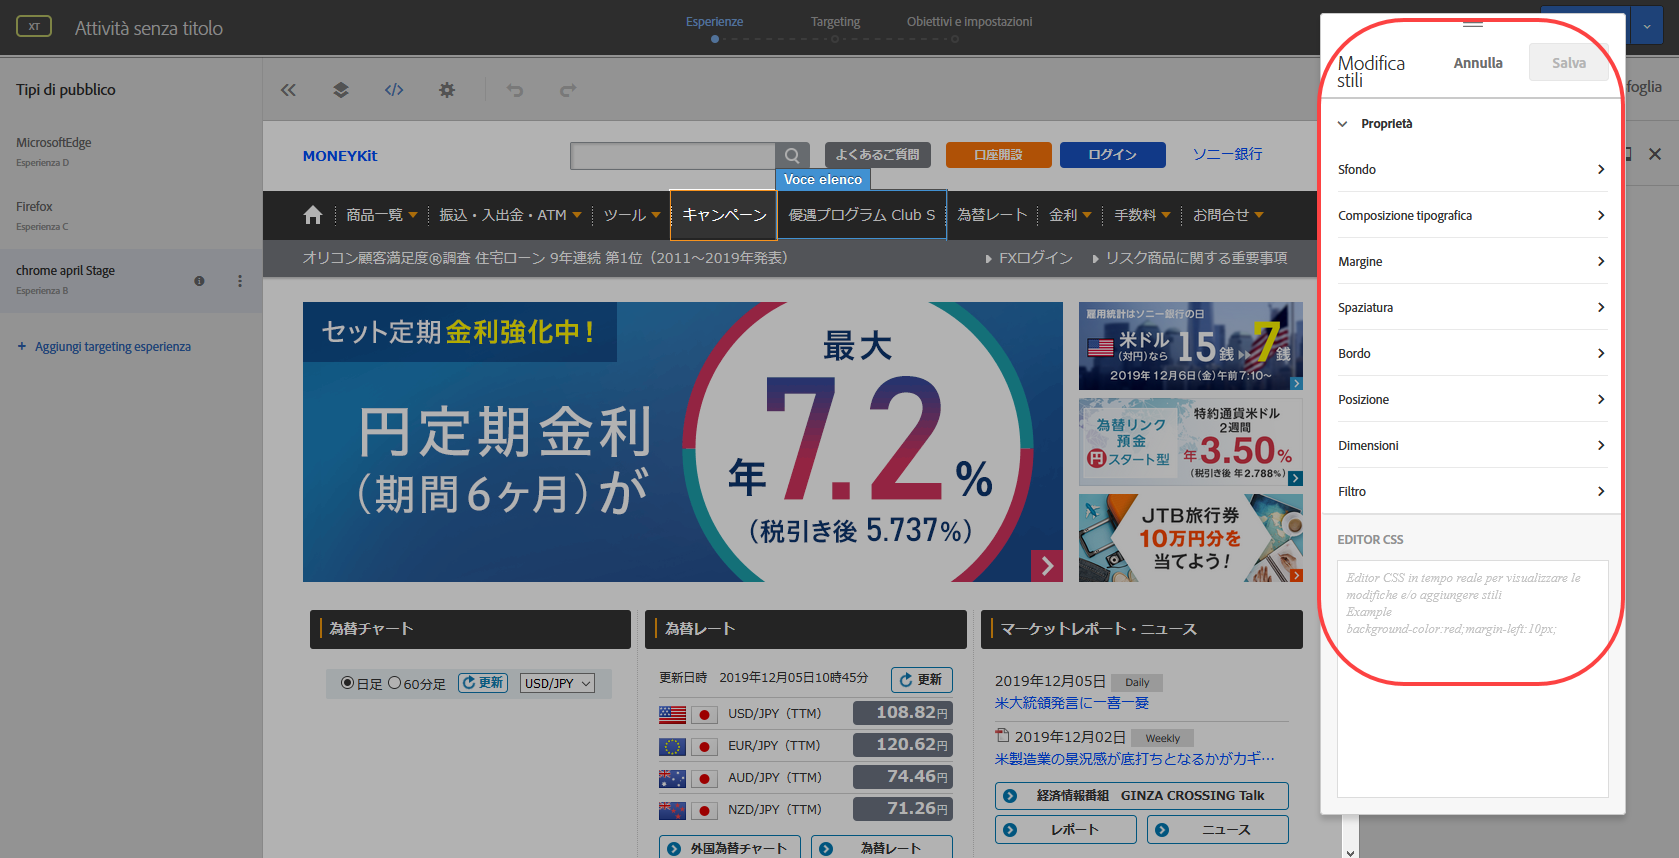 XT
Attività senza titolo
Esperienze
Targeting
Obiettivi e impostazioni
Tipi di pubblico
MicrosoftEdge
Esperienza D
Firefox
Esperienza C
chrome april Stage
Esperienza B
+ Aggiungi targeting esperienza
foglia
MONEYKit
よくあるご質問
口座開設
ログイン
ソニー銀行
Voce elenco
商品一覧
振込・入出金・ATM
ツール
キャンペーン
優遇プログラム Club S
為替レート
金利
手数料
お問合せ
オリコン顧客満足度®調査 住宅ローン 9年連続 第1位（2011〜2019年発表）
FXログイン
リスク商品に関する重要事項
セット定期 金利強化中！
円定期金利
（期間6ヶ月）が
最大
年7.2%
（税引き後 5.737%）
雇用統計はソニー銀行の日
米ドル
（対円）なら
15銭 7銭
2019年12月6日(金)午前7:10〜
為替リンク
預金
円 スタート型
特約通貨米ドル
2週間
年3.50%
(税引き後 年2.788%)
JTB旅行券
10万円分を
当てよう！
為替チャート
日足 60分足 更新 USD/JPY
為替レート
更新日時 2019年12月05日10時45分 更新
USD/JPY（TTM） 108.82円
EUR/JPY（TTM） 120.62円
AUD/JPY（TTM） 74.46円
NZD/JPY（TTM） 71.26円
外国為替チャート
為替レート
マーケットレポート・ニュース
2019年12月05日 Daily
米大統領発言に一喜一憂
2019年12月02日 Weekly
米製造業の景況感が底打ちとなるかがカギ…
経済情報番組 GINZA CROSSING Talk
レポート
ニュース
Modifica
stili
Annulla
Salva
Proprietà
Sfondo
Composizione tipografica
Margine
Spaziatura
Bordo
Posizione
Dimensioni
Filtro
EDITOR CSS
Editor CSS in tempo reale per visualizzare le
modifiche e/o aggiungere stili
Example
background-color:red;margin-left:10px;